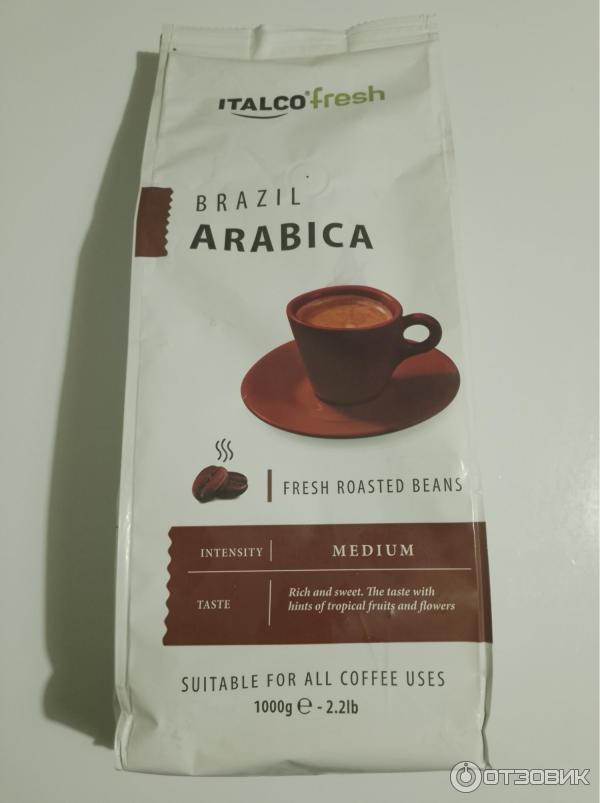 ITALCO® fresh
BRAZIL
ARABICA
FRESH ROASTED BEANS
INTENSITY MEDIUM
TASTE Rich and sweet. The taste with
hints of tropical fruits and flowers
SUITABLE FOR ALL COFFEE USES
1000g ℮ - 2.2lb
ОТЗОВИК